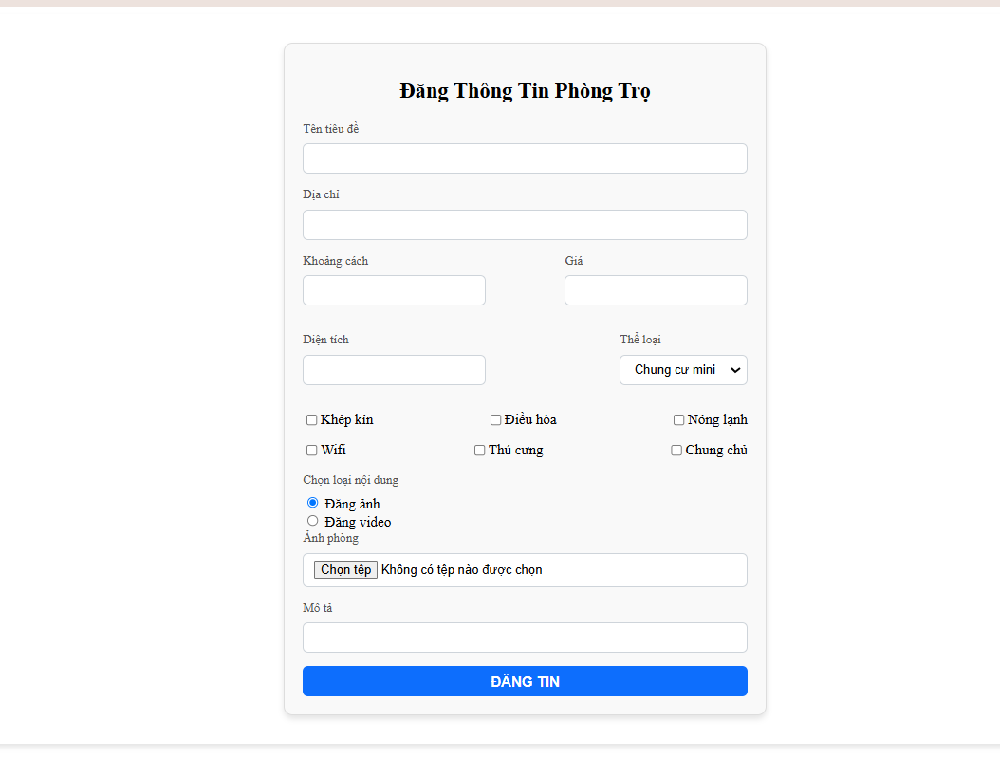 Đăng Thông Tin Phòng Trọ
Tên tiêu đề
Địa chỉ
Khoảng cách Giá
Diện tích Thể loại
Chung cư mini
Khép kín Điều hòa Nóng lạnh
Wifi Thú cưng Chung chủ
Chọn loại nội dung
Đăng ảnh
Đăng video
Ảnh phòng
Chọn tệp Không có tệp nào được chọn
Mô tả
ĐĂNG TIN